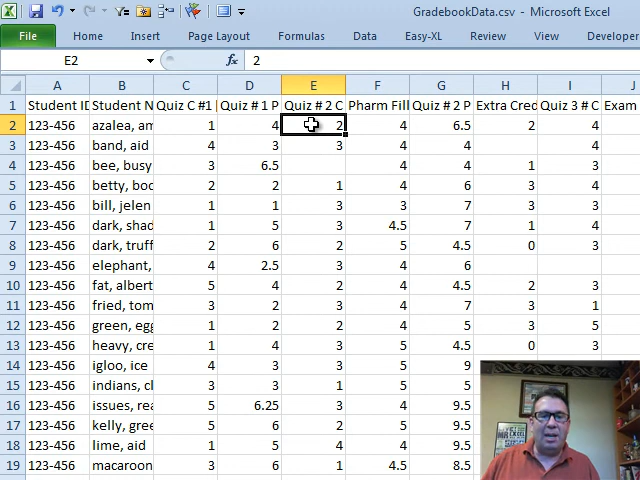 GradebookData.csv - Microsoft Excel
File Home Insert Page Layout Formulas Data Easy-XL Review View Developer
E2 fx 2
A B C D E F G H I J
1 Student ID Student N Quiz C #1 Quiz # 1 P Quiz # 2 C Pharm Fill Quiz # 2 P Extra Cred Quiz 3 # C Exam
2 123-456 azalea, am 1 4 2 4 6.5 2 4
3 123-456 band, aid 4 3 3 4 4 4
4 123-456 bee, busy 3 6.5 4 4 1 3
5 123-456 betty, boo 2 2 1 4 6 3 4
6 123-456 bill, jelen 1 1 3 3 7 3 3
7 123-456 dark, shad 1 5 3 4.5 7 1 4
8 123-456 dark, truff 2 6 2 5 4.5 0 3
9 123-456 elephant, 4 2.5 3 4 6
10 123-456 fat, albert 5 4 2 4 4.5 2 3
11 123-456 fried, tom 3 2 3 4 7 3 1
12 123-456 green, egg 1 2 2 4 5 3 5
13 123-456 heavy, cre 1 4 3 5 4.5 0 3
14 123-456 igloo, ice 4 3 3 5 9
15 123-456 indians, cl 3 3 1 5 5
16 123-456 issues, rea 5 6.25 3 4 9.5
17 123-456 kelly, gree 5 6 2 5 9.5
18 123-456 lime, aid 1 5 4 4 9.5
19 123-456 macaroon 3 6 1 4.5 8.5